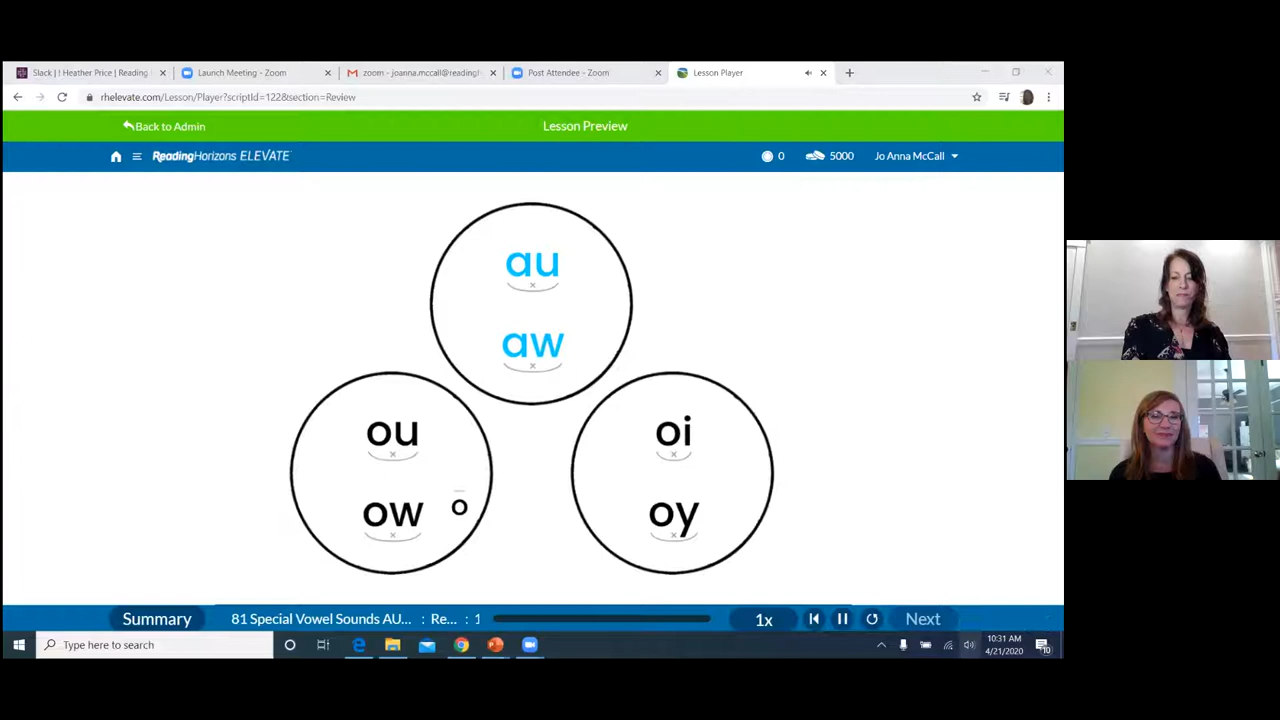 Slack | ! Heather Price | Reading
Launch Meeting - Zoom
zoom - joanna.mccall@readingh
Post Attendee - Zoom
Lesson Player
rhelevate.com/Lesson/Player?scriptId=122&section=Review
Back to Admin
Lesson Preview
ReadingHorizons ELEVATE
0
5000
Jo Anna McCall
au
x
aw
x
ou
x
ow ō
x
oi
x
oy
x
Summary
81 Special Vowel Sounds AU... : Re... : 1
1x
Next
Type here to search
10:31 AM
4/21/2020
10